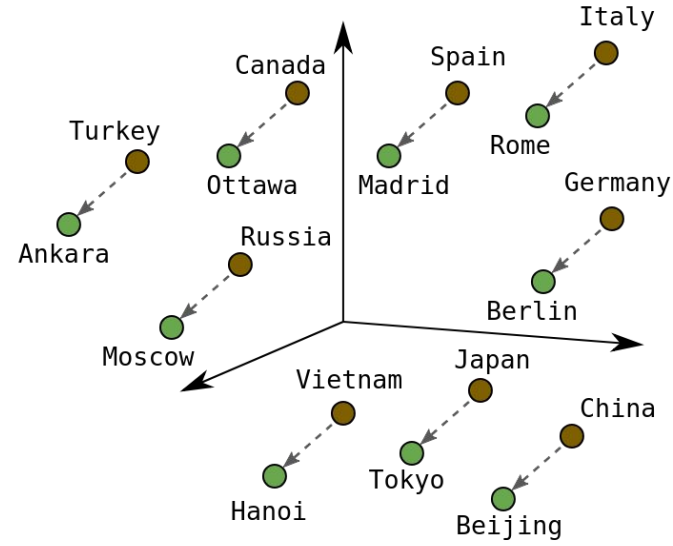 Italy
Canada
Spain
Turkey
Rome
Ottawa
Madrid
Germany
Ankara
Russia
Berlin
Moscow
Japan
Vietnam
China
Tokyo
Hanoi
Beijing